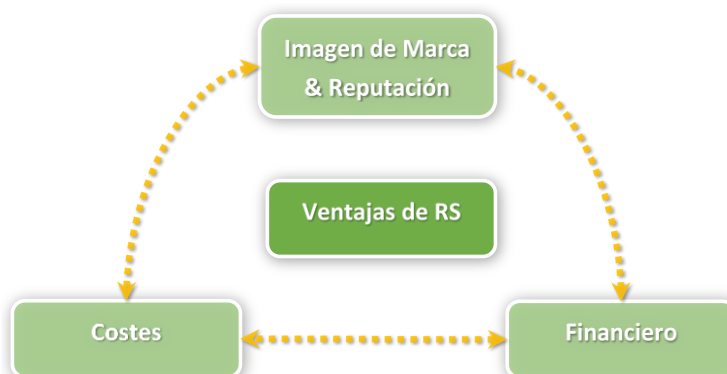 Imagen de Marca
& Reputación
Ventajas de RS
Costes
Financiero